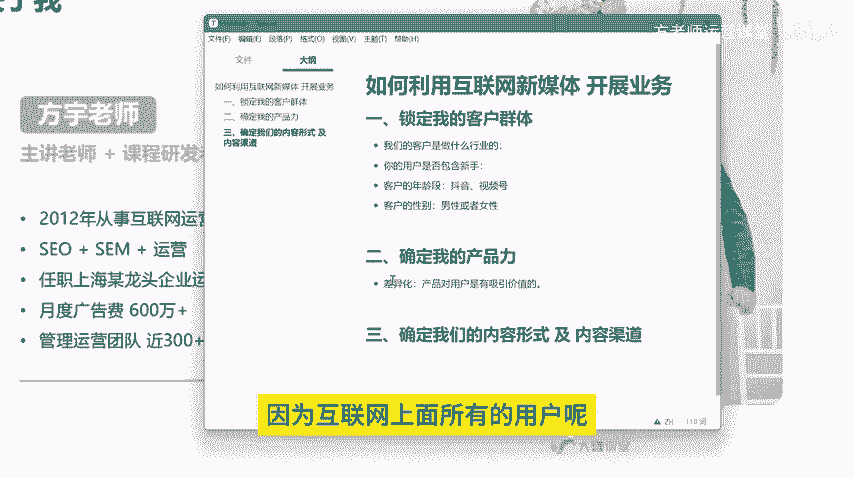 于我
方老师运营课堂
方宇老师
主讲老师 + 课程研发
• 2012年从事互联网运营
• SEO + SEM + 运营
• 任职上海某龙头企业运
• 月度广告费 600万+
• 管理运营团队 近300+
文件(F) 编辑(E) 段落(P) 格式(O) 视图(V) 主题(T) 帮助(H)
文件 大纲
如何利用互联网新媒体 开展业务
一、锁定我的客户群体
二、确定我的产品力
三、确定我们的内容形式 及
内容渠道
如何利用互联网新媒体 开展业务
一、锁定我的客户群体
• 我们的客户是做什么行业的：
• 你的用户是否包含新手：
• 客户的年龄段：抖音、视频号
• 客户的性别：男性或者女性
二、确定我的产品力
• 差异化：产品对用户是有吸引价值的。
三、确定我们的内容形式 及 内容渠道
ZH 110 词
因为互联网上面所有的用户呢